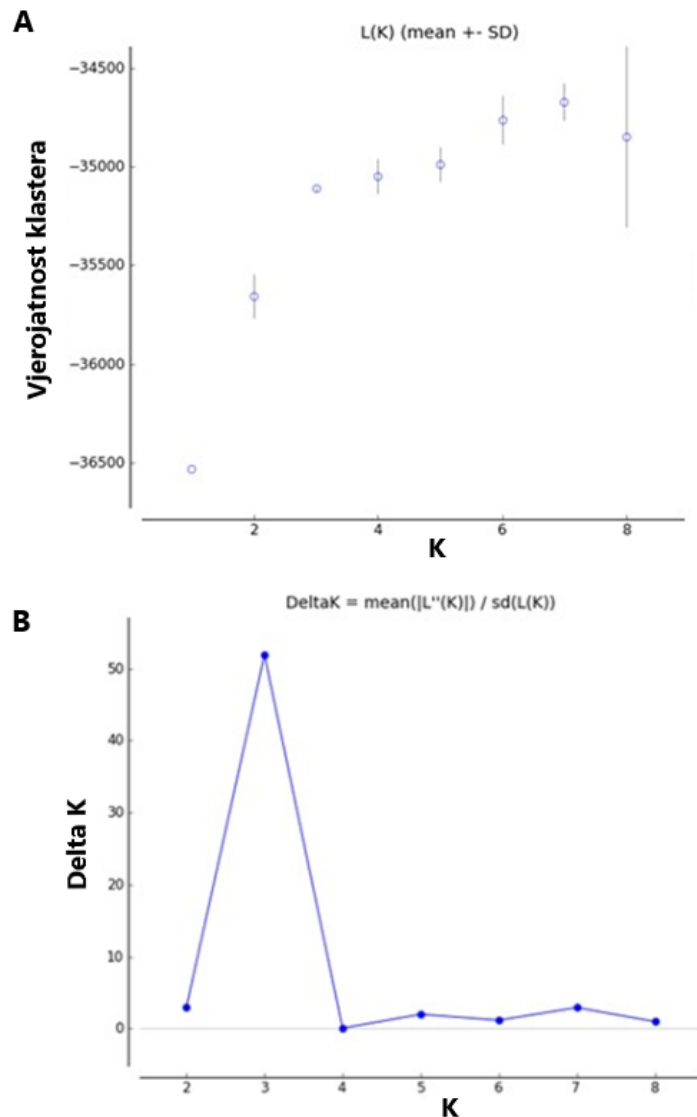 A
L(K) (mean +- SD)
Vjerojatnost klastera
−34500
−35000
−35500
−36000
−36500
2 4 6 8
K
B
DeltaK = mean(|L''(K)|) / sd(L(K))
Delta K
50
40
30
20
10
0
2 3 4 5 6 7 8
K